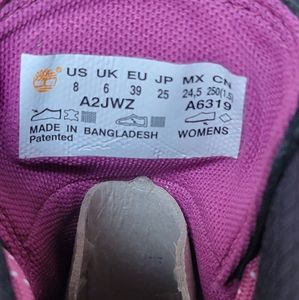 US UK EU JP MX CN
8 6 39 25 24,5 250(1.5)
A2JWZ A6319
MADE IN BANGLADESH WOMENS
Patented